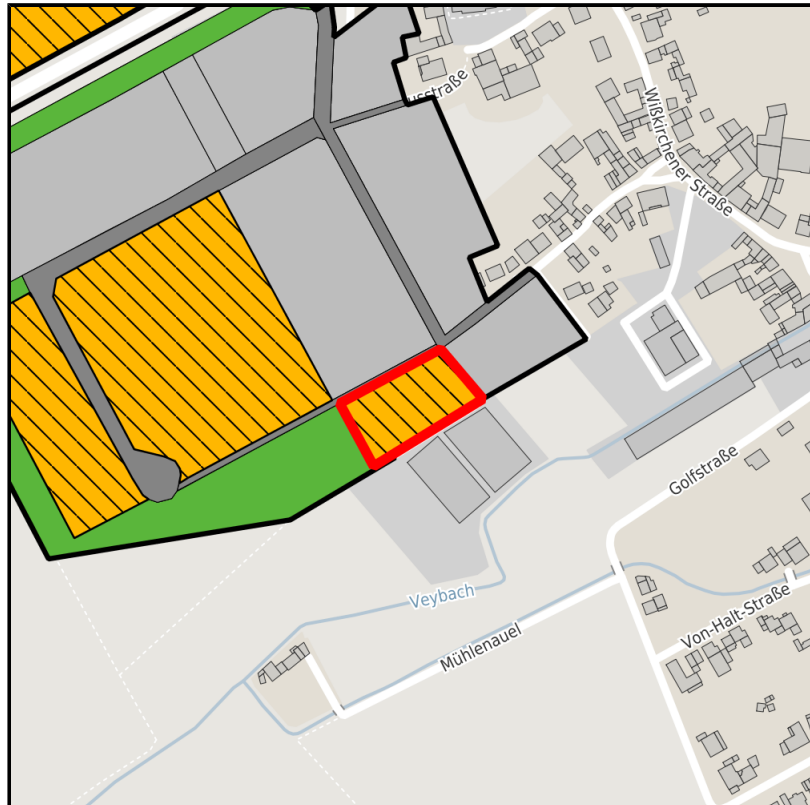 usstraße
Wißkirchener Straße
Golfstraße
Veybach
Von-Halt-Straße
Mühlenauel